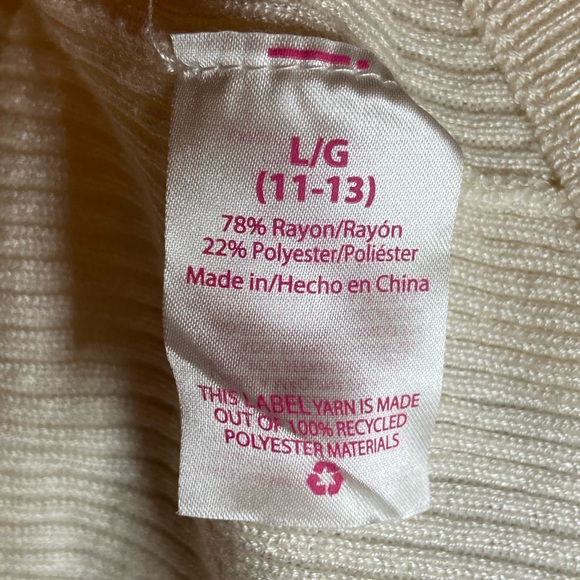 L/G
(11-13)
78% Rayon/Rayón
22% Polyester/Poliéster
Made in/Hecho en China
THIS LABEL YARN IS MADE
OUT OF 100% RECYCLED
POLYESTER MATERIALS